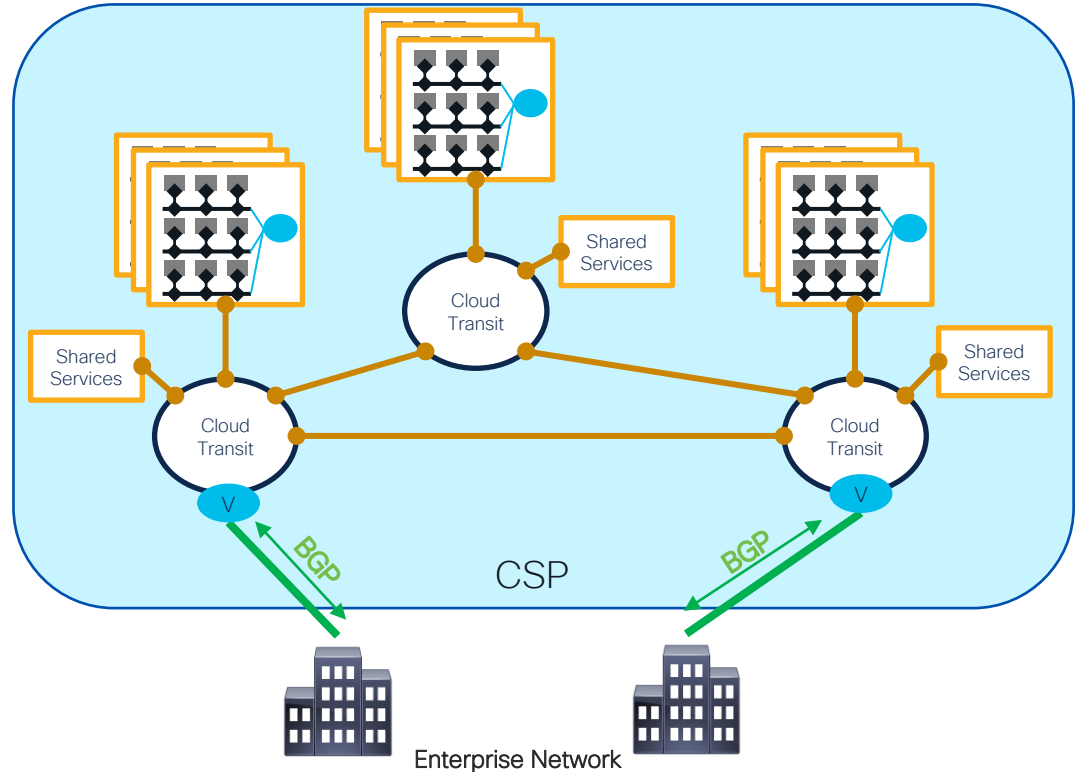 Shared
Services
Cloud
Transit
Shared
Services
Shared
Services
Cloud
Transit
Cloud
Transit
V
V
BGP
BGP
CSP
Enterprise Network